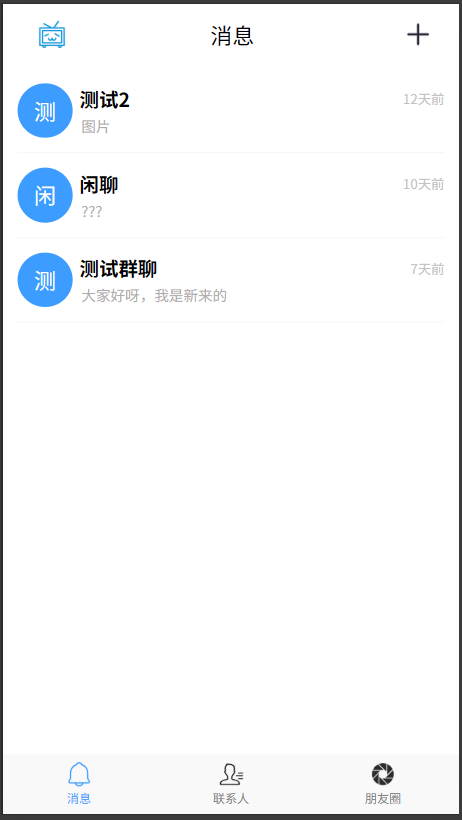 消息
测
测试2
12天前
图片
闲
闲聊
10天前
???
测
测试群聊
7天前
大家好呀，我是新来的
消息
联系人
朋友圈